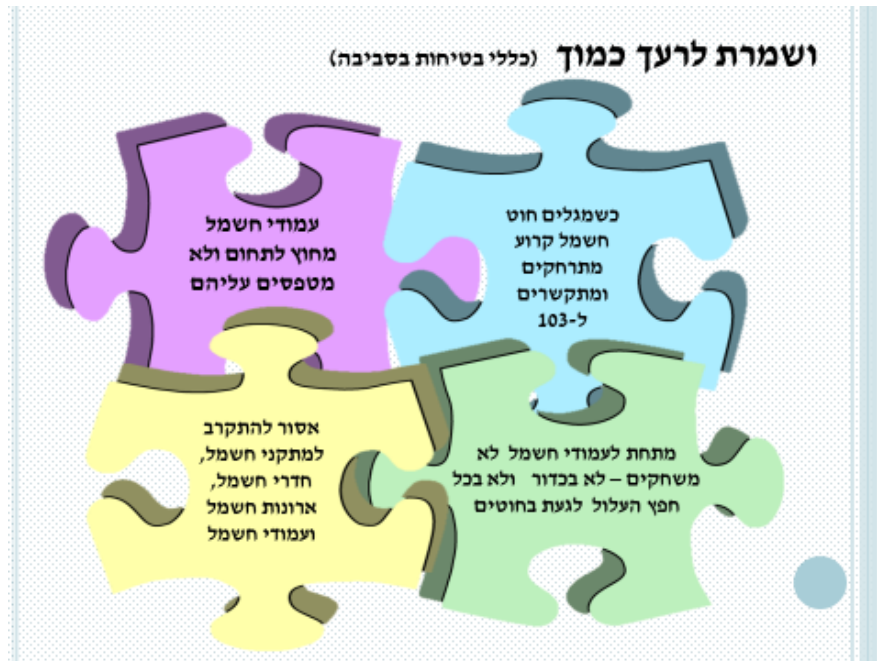 ושמרת לרעך כמוך (כללי בטיחות בסביבה)
כשמגלים חוט
חשמל קרוע
מתרחקים
ומתקשרים
ל-103
עמודי חשמל
מחוץ לתחום ולא
מטפסים עליהם
מתחת לעמודי חשמל לא
משחקים – לא בכדור ולא בכל
חפץ העלול לגעת בחוטים
אסור להתקרב
למתקני חשמל,
חדרי חשמל,
ארונות חשמל
ועמודי חשמל